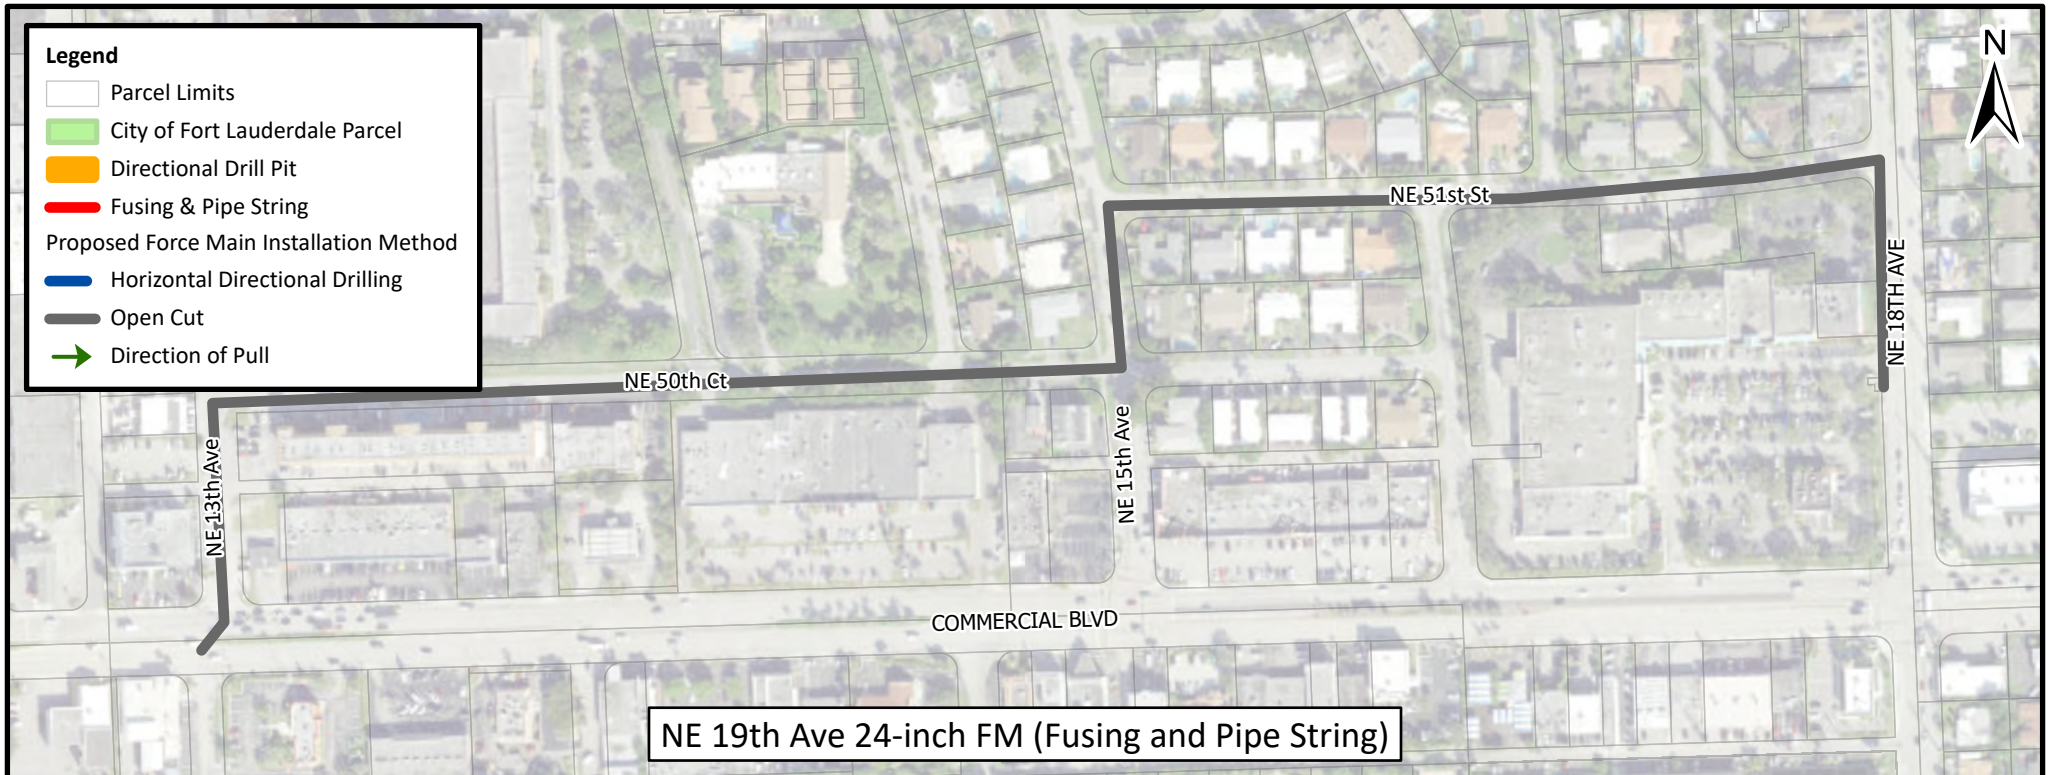 Legend
Parcel Limits
City of Fort Lauderdale Parcel
Directional Drill Pit
Fusing & Pipe String
Proposed Force Main Installation Method
Horizontal Directional Drilling
Open Cut
Direction of Pull
N
NE 51st St
NE 18TH AVE
NE 50th Ct
NE 13th Ave
NE 15th Ave
COMMERCIAL BLVD
NE 19th Ave 24-inch FM (Fusing and Pipe String)